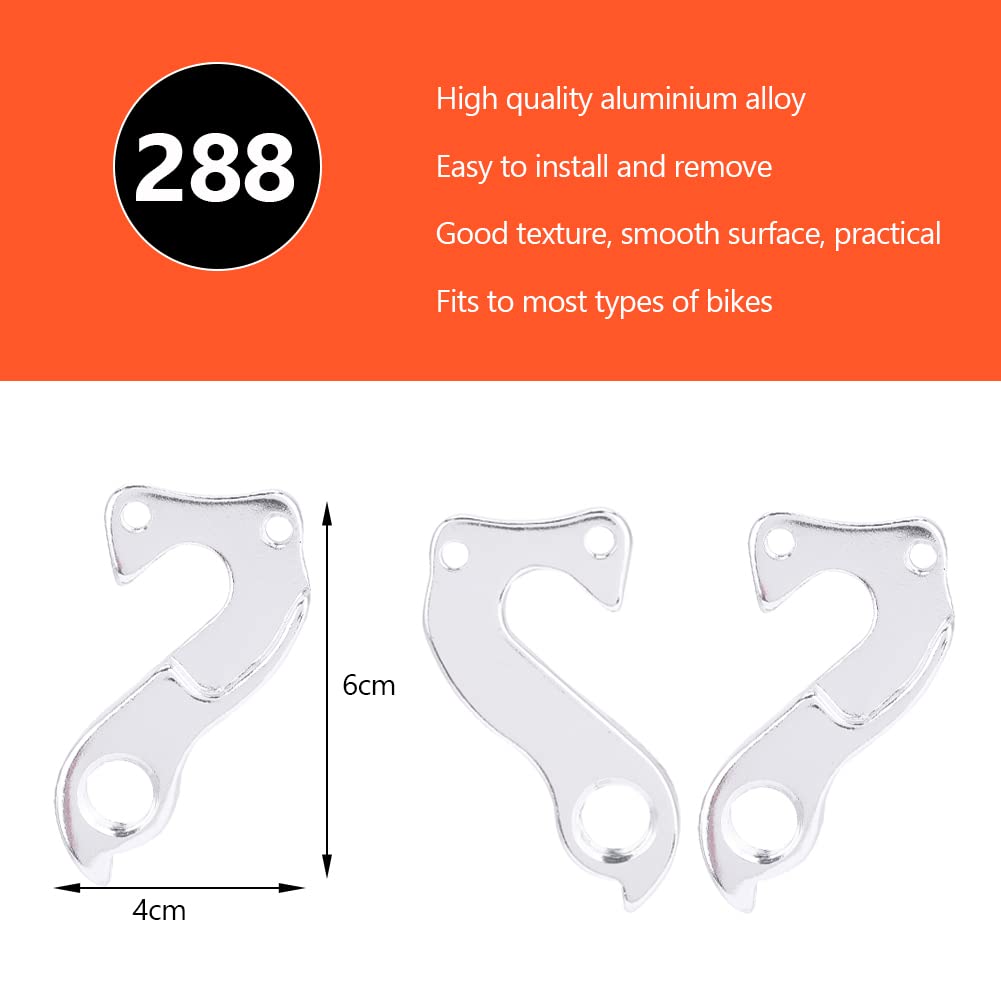 288
High quality aluminium alloy
Easy to install and remove
Good texture, smooth surface, practical
Fits to most types of bikes
6cm
4cm